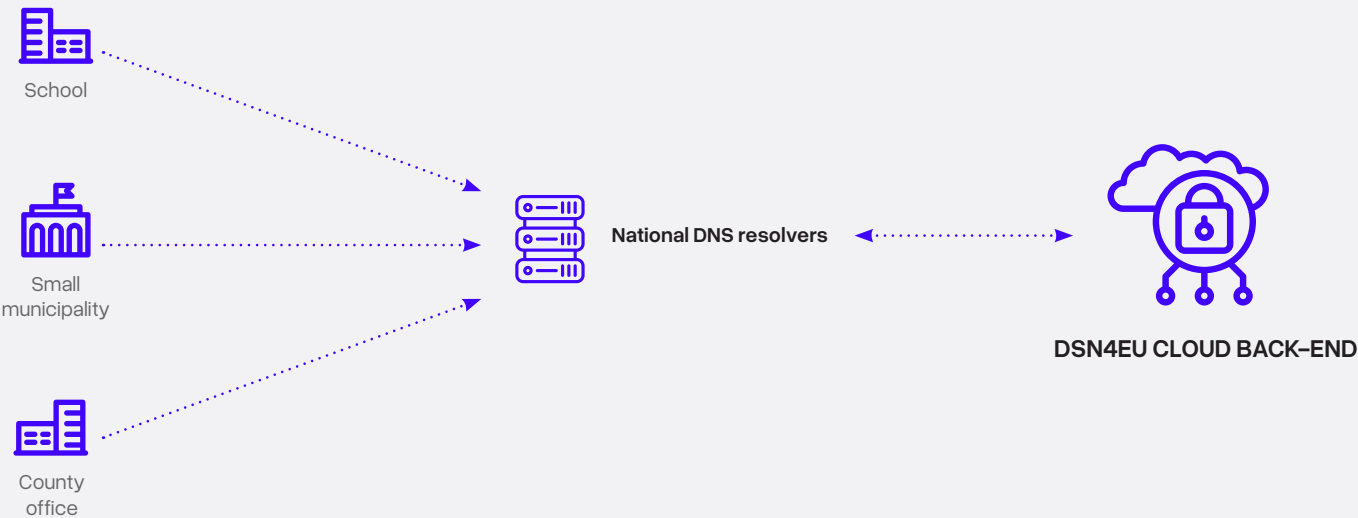 School
Small
municipality
County
office
National DNS resolvers
DSN4EU CLOUD BACK–END